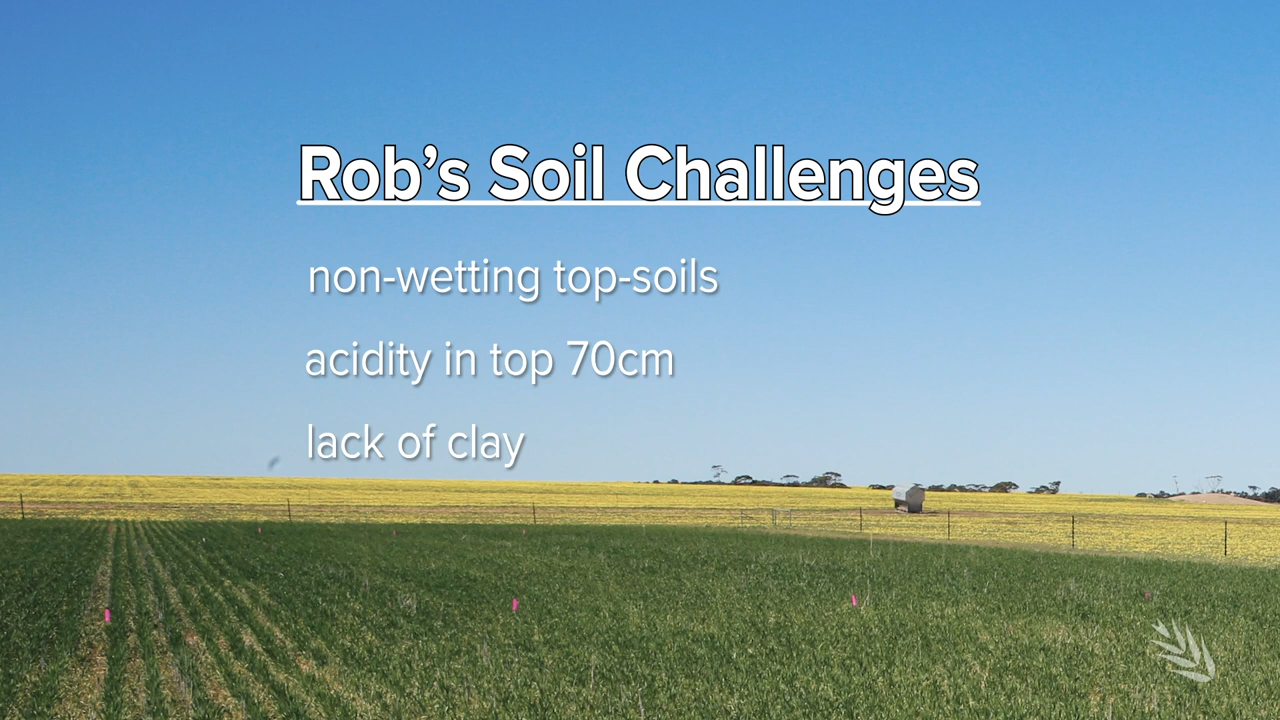 Rob’s Soil Challenges
non-wetting top-soils
acidity in top 70cm
lack of clay